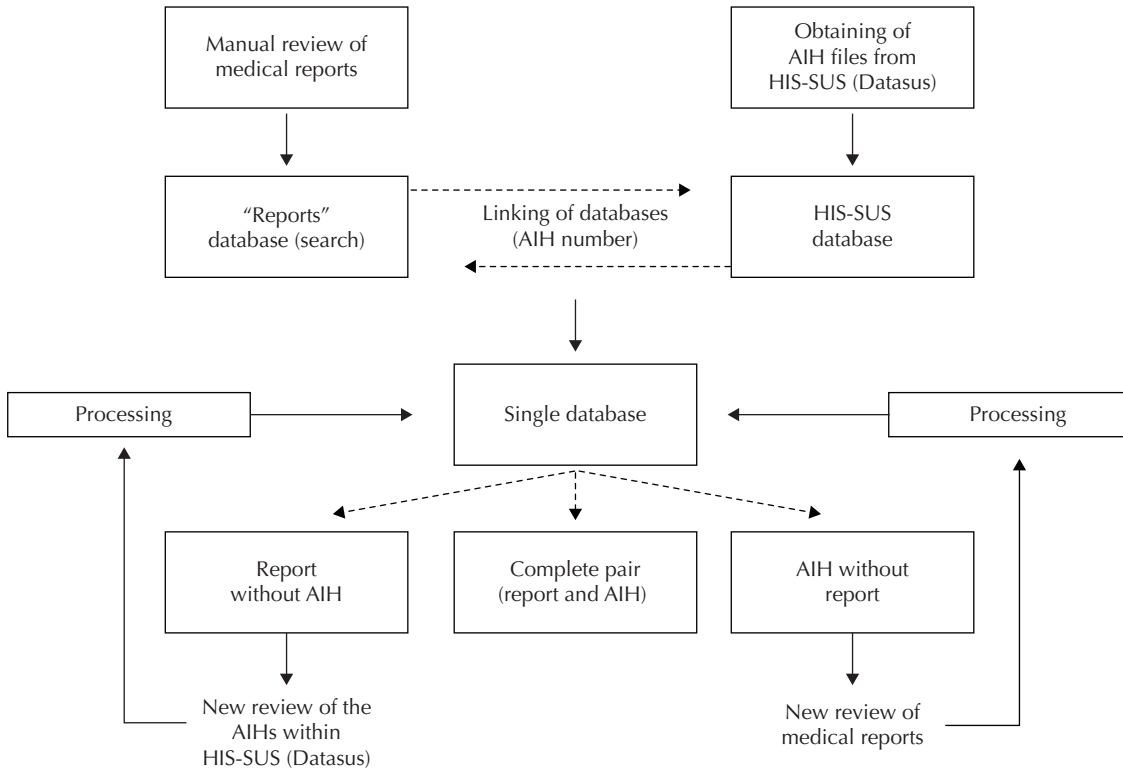 Manual review of
medical reports
Obtaining of
AIH files from
HIS-SUS (Datasus)
“Reports”
database (search)
Linking of databases
(AIH number)
HIS-SUS
database
Processing
Single database
Processing
Report
without AIH
Complete pair
(report and AIH)
AIH without
report
New review of the
AIHs within
HIS-SUS (Datasus)
New review of
medical reports